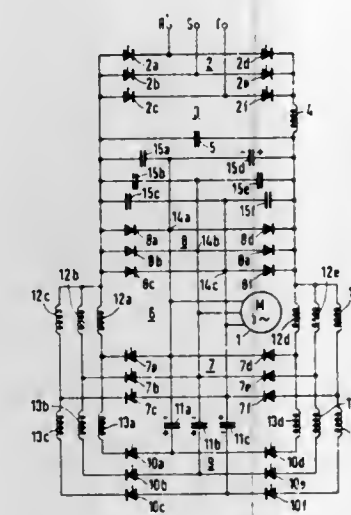 R S T
2a 2d
2b 2 2e
2c 2f
3 4
5
15a 15d
15b 15e
15c 15f
14a
8a 8 14b 8d
8b 8e
8c 14c 8f
12b 12e
12c 12a 6 M 3~ 12d
1
7a 7 7d
7b 7e
13b 7c 7f
13c 13a 11a 11b 11c 13d
10a 10d
10b 9 10e
10c 10f